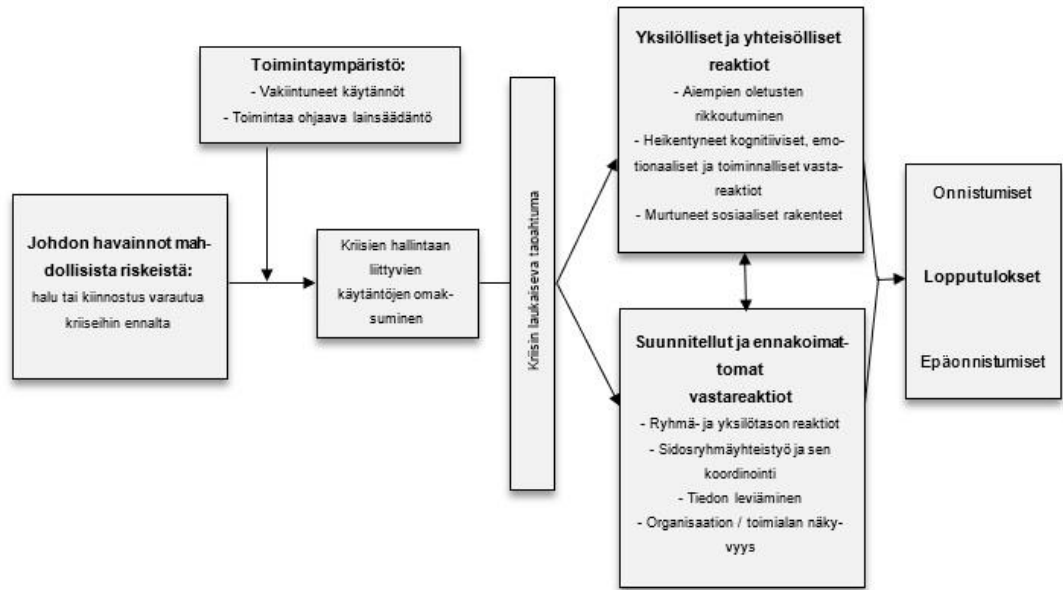 Toimintaympäristö:
- Vakiintuneet käytännöt
- Toimintaa ohjaava lainsäädäntö
Johdon havainnot mah-
dollisista riskeistä:
halu tai kiinnostus varautua
kriiseihin ennalta
Kriisien hallintaan
liittyvien
käytäntöjen omak-
suminen
Kriisin laukaiseva tapahtuma
Yksilölliset ja yhteisölliset
reaktiot
- Aiempien oletusten
rikkoutuminen
- Heikentyneet kognitiiviset, emo-
tionaaliset ja toiminnalliset vasta-
reaktiot
- Murtuneet sosiaaliset rakenteet
Suunnitellut ja ennakoimat-
tomat
vastareaktiot
- Ryhmä- ja yksilötason reaktiot
- Sidosryhmäyhteistyö ja sen
koordinointi
- Tiedon leviäminen
- Organisaation / toimialan näky-
vyys
Onnistumiset
Lopputulokset
Epäonnistumiset